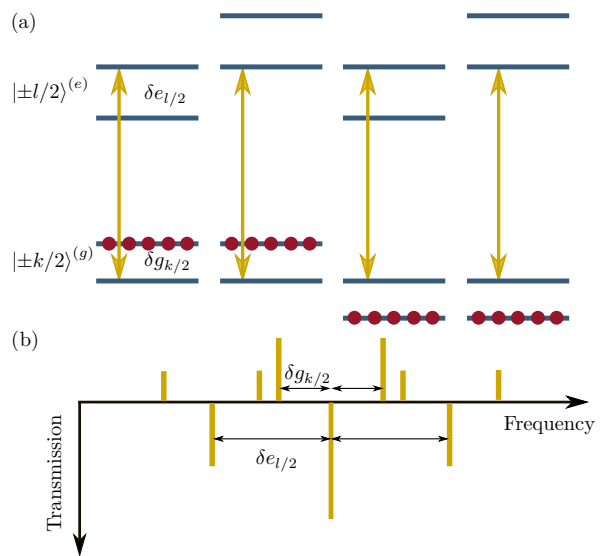 (a)
|±l/2⟩⁽ᵉ⁾
δe_{l/2}
|±k/2⟩⁽ᵍ⁾
δg_{k/2}
(b)
δg_{k/2}
Frequency
δe_{l/2}
Transmission